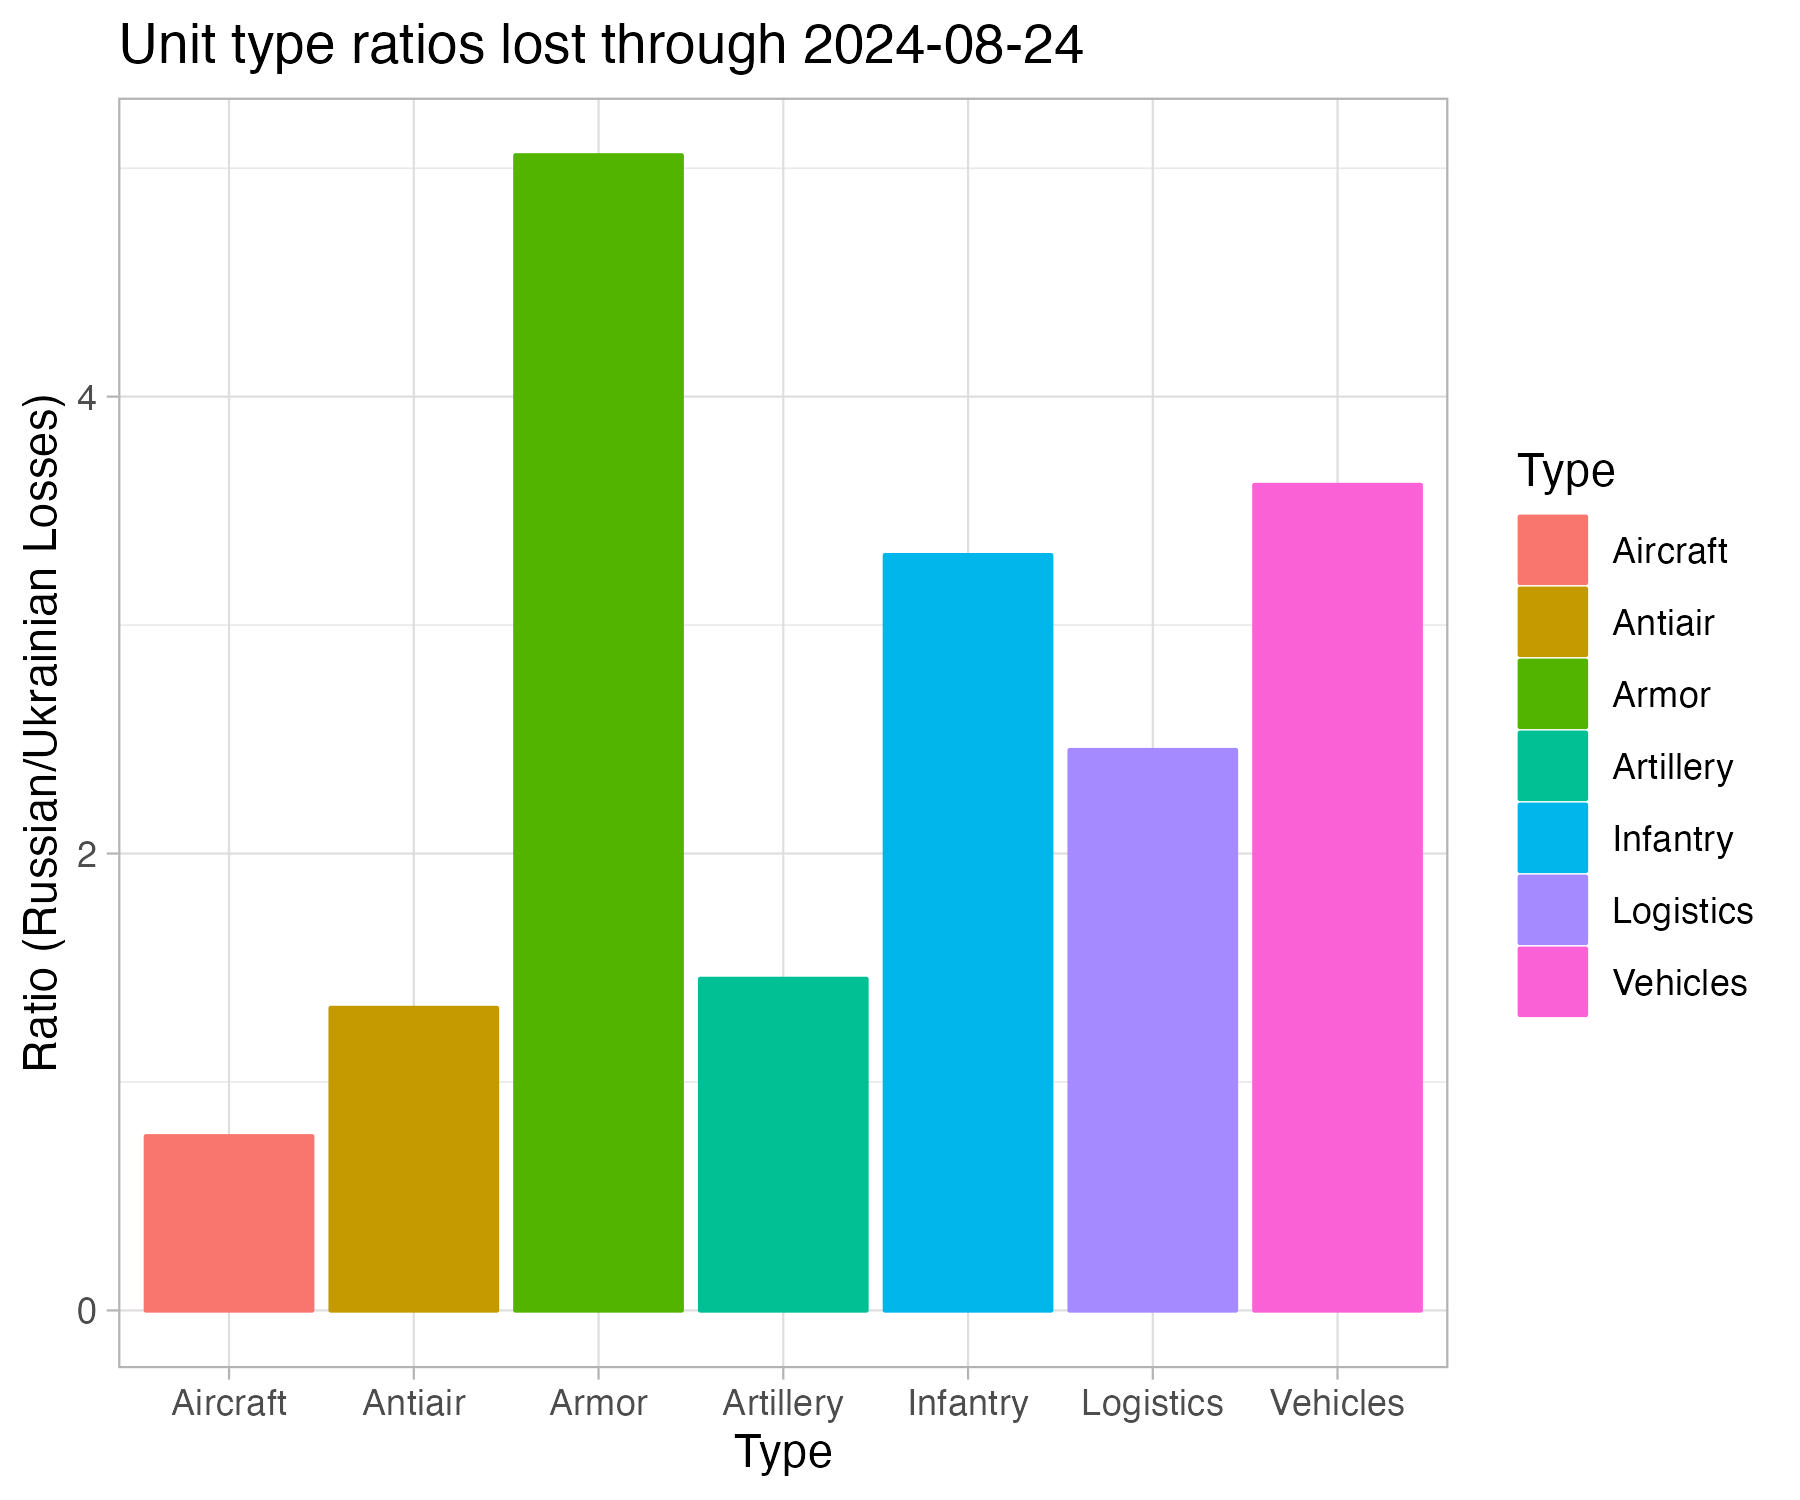 Unit type ratios lost through 2024-08-24
Ratio (Russian/Ukrainian Losses)
4
2
0
Aircraft
Antiair
Armor
Artillery
Infantry
Logistics
Vehicles
Type
Type
Aircraft
Antiair
Armor
Artillery
Infantry
Logistics
Vehicles